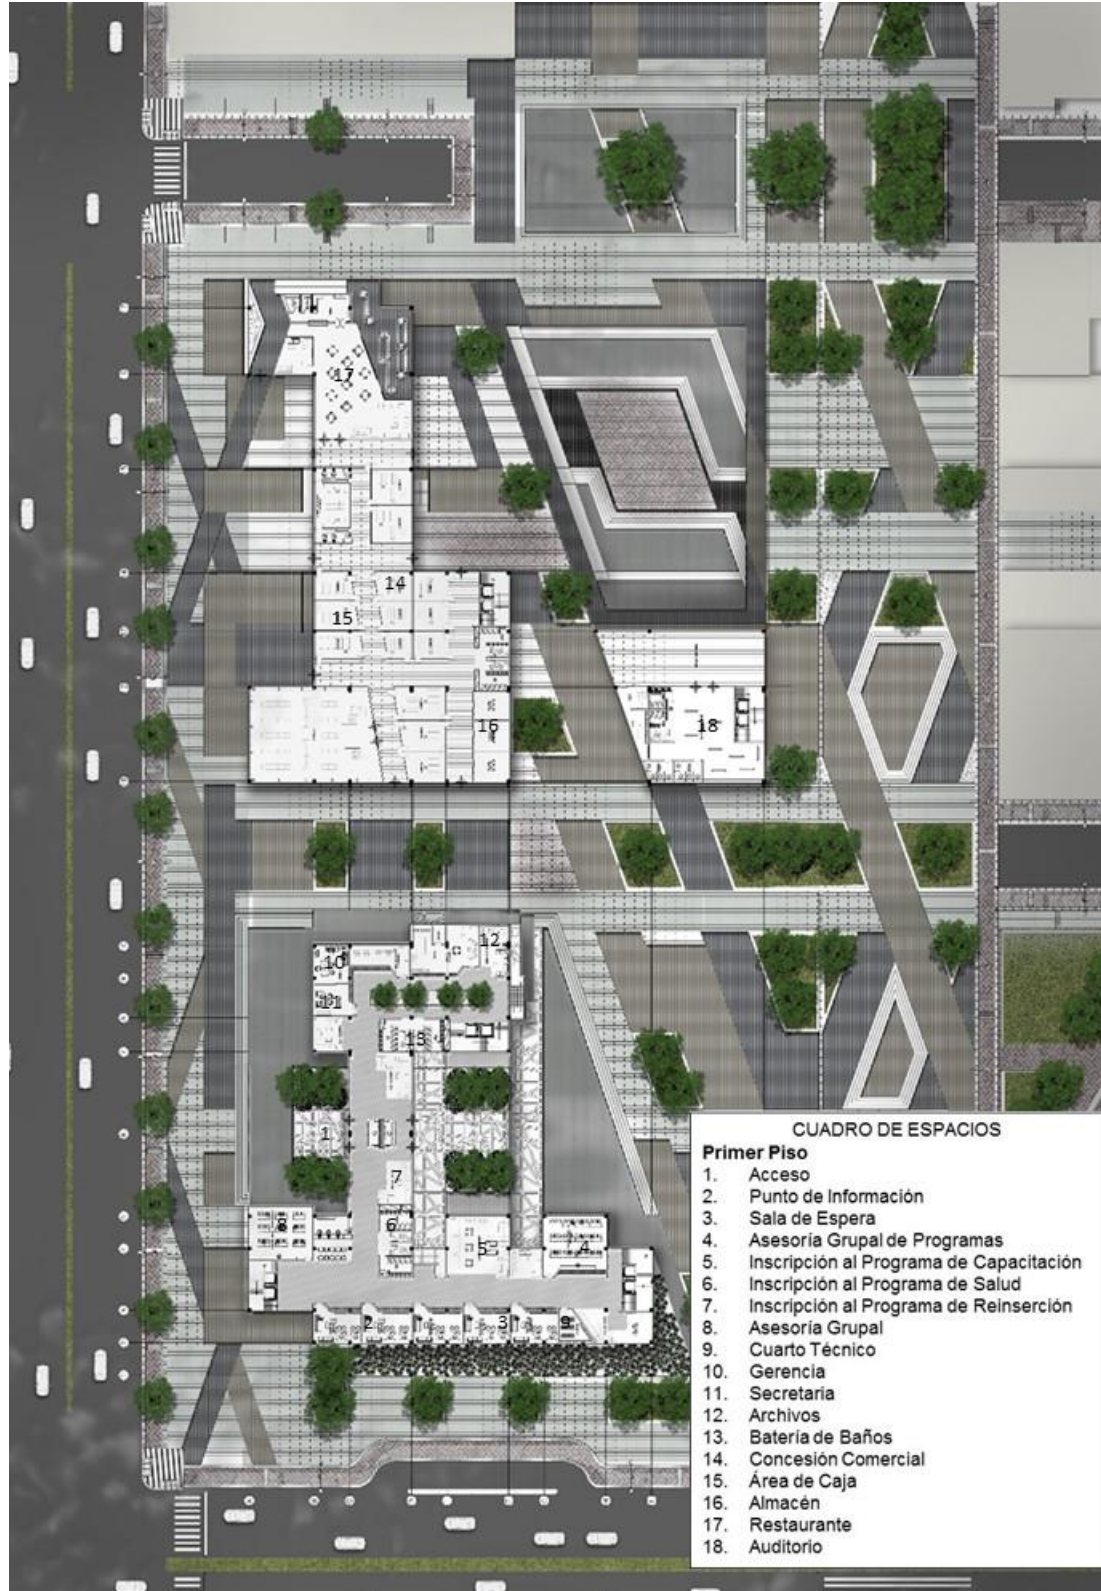 17
14
15
16
18
12
10
11
13
1
7
6
8
5
4
2
3
9
CUADRO DE ESPACIOS
Primer Piso
1. Acceso
2. Punto de Información
3. Sala de Espera
4. Asesoría Grupal de Programas
5. Inscripción al Programa de Capacitación
6. Inscripción al Programa de Salud
7. Inscripción al Programa de Reinserción
8. Asesoría Grupal
9. Cuarto Técnico
10. Gerencia
11. Secretaria
12. Archivos
13. Batería de Baños
14. Concesión Comercial
15. Área de Caja
16. Almacén
17. Restaurante
18. Auditorio